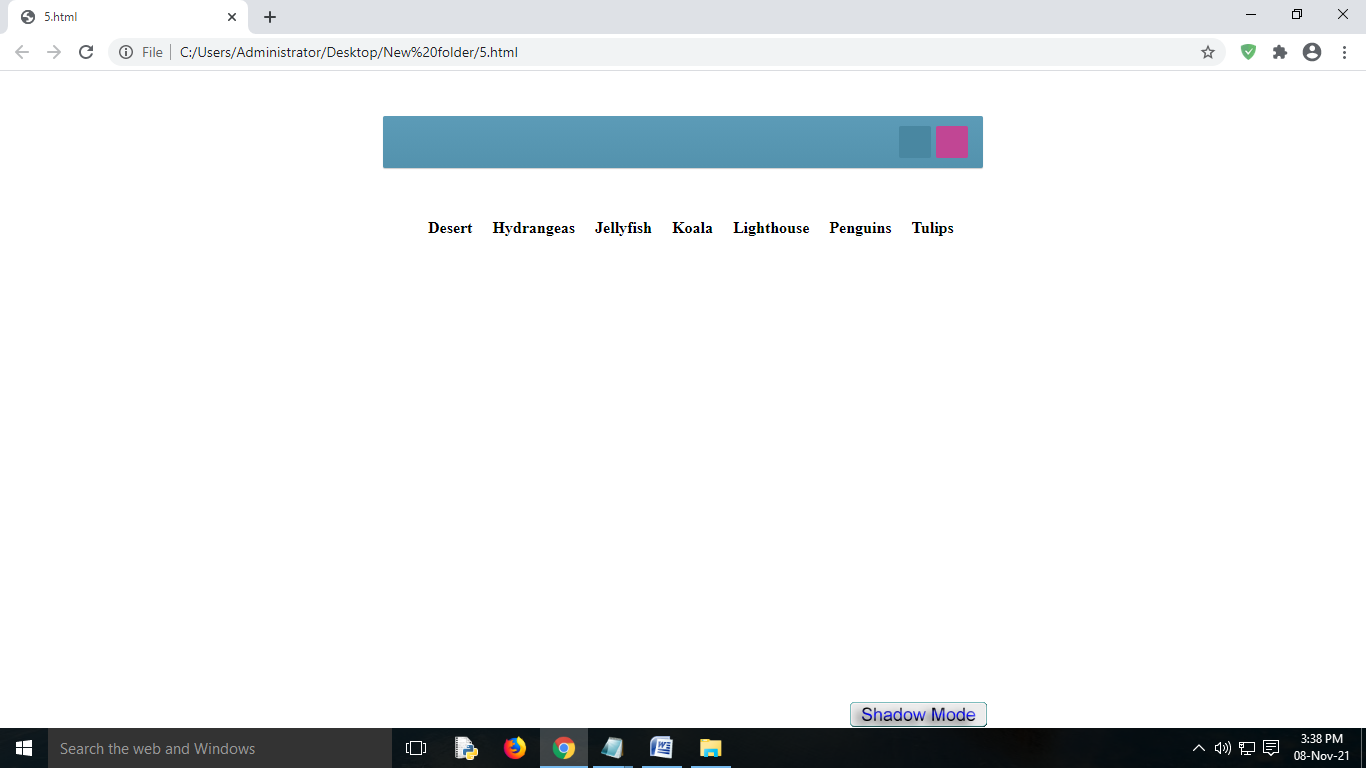 5.html
File C:/Users/Administrator/Desktop/New%20folder/5.html
Desert Hydrangeas Jellyfish Koala Lighthouse Penguins Tulips
Shadow Mode
Search the web and Windows
3:38 PM
08-Nov-21